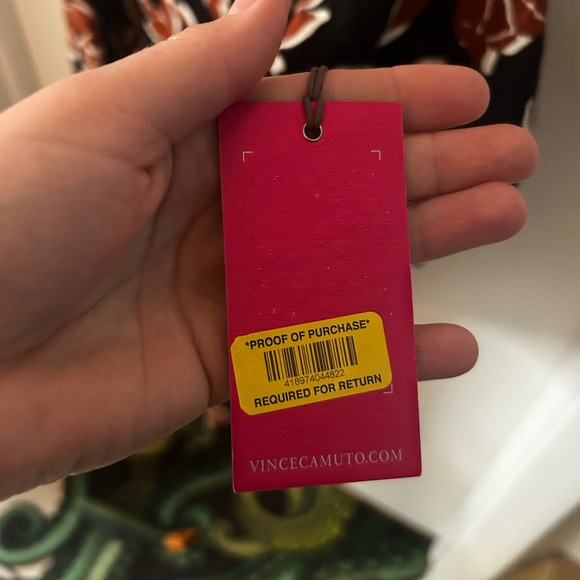 *PROOF OF PURCHASE*
418974044822
REQUIRED FOR RETURN
VINCECAMUTO.COM